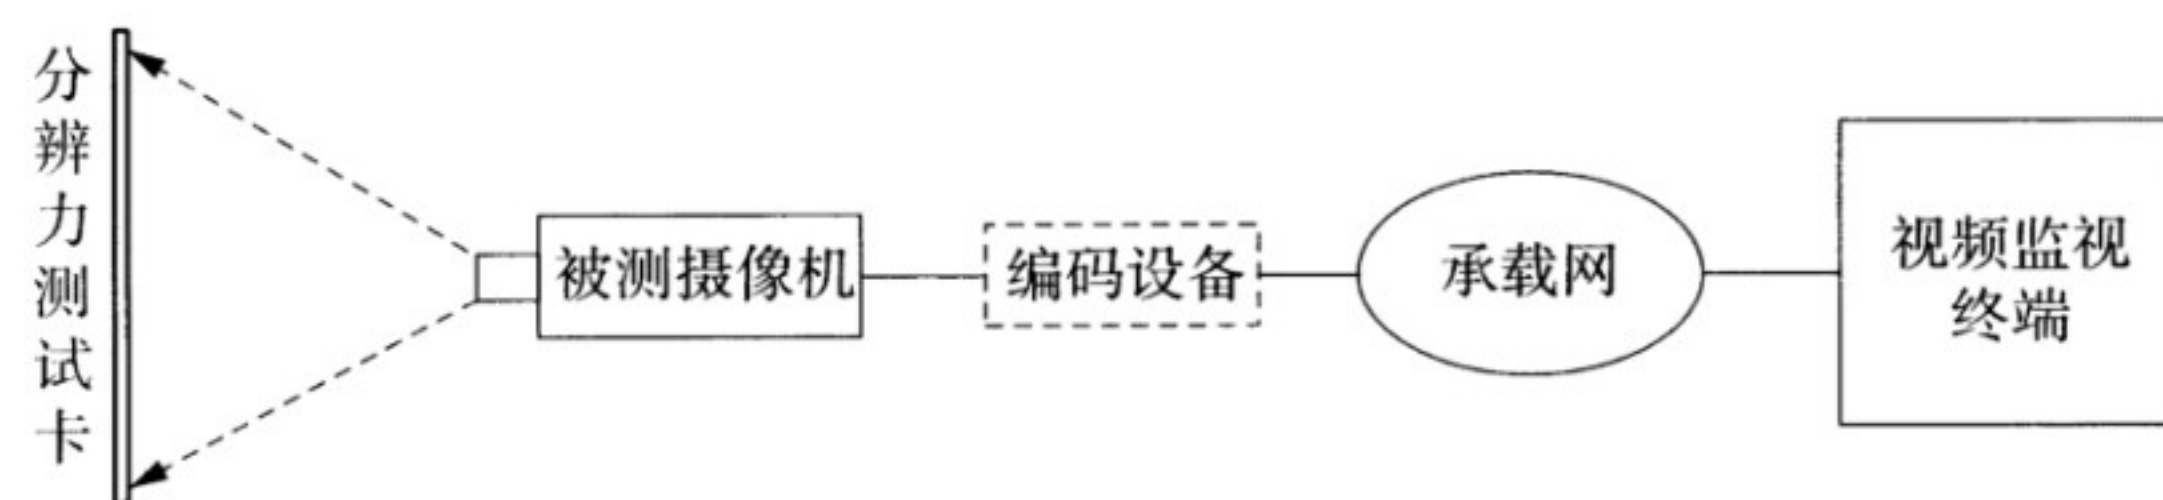 分辨力测试卡
被测摄像机
编码设备
承载网
视频监视
终端